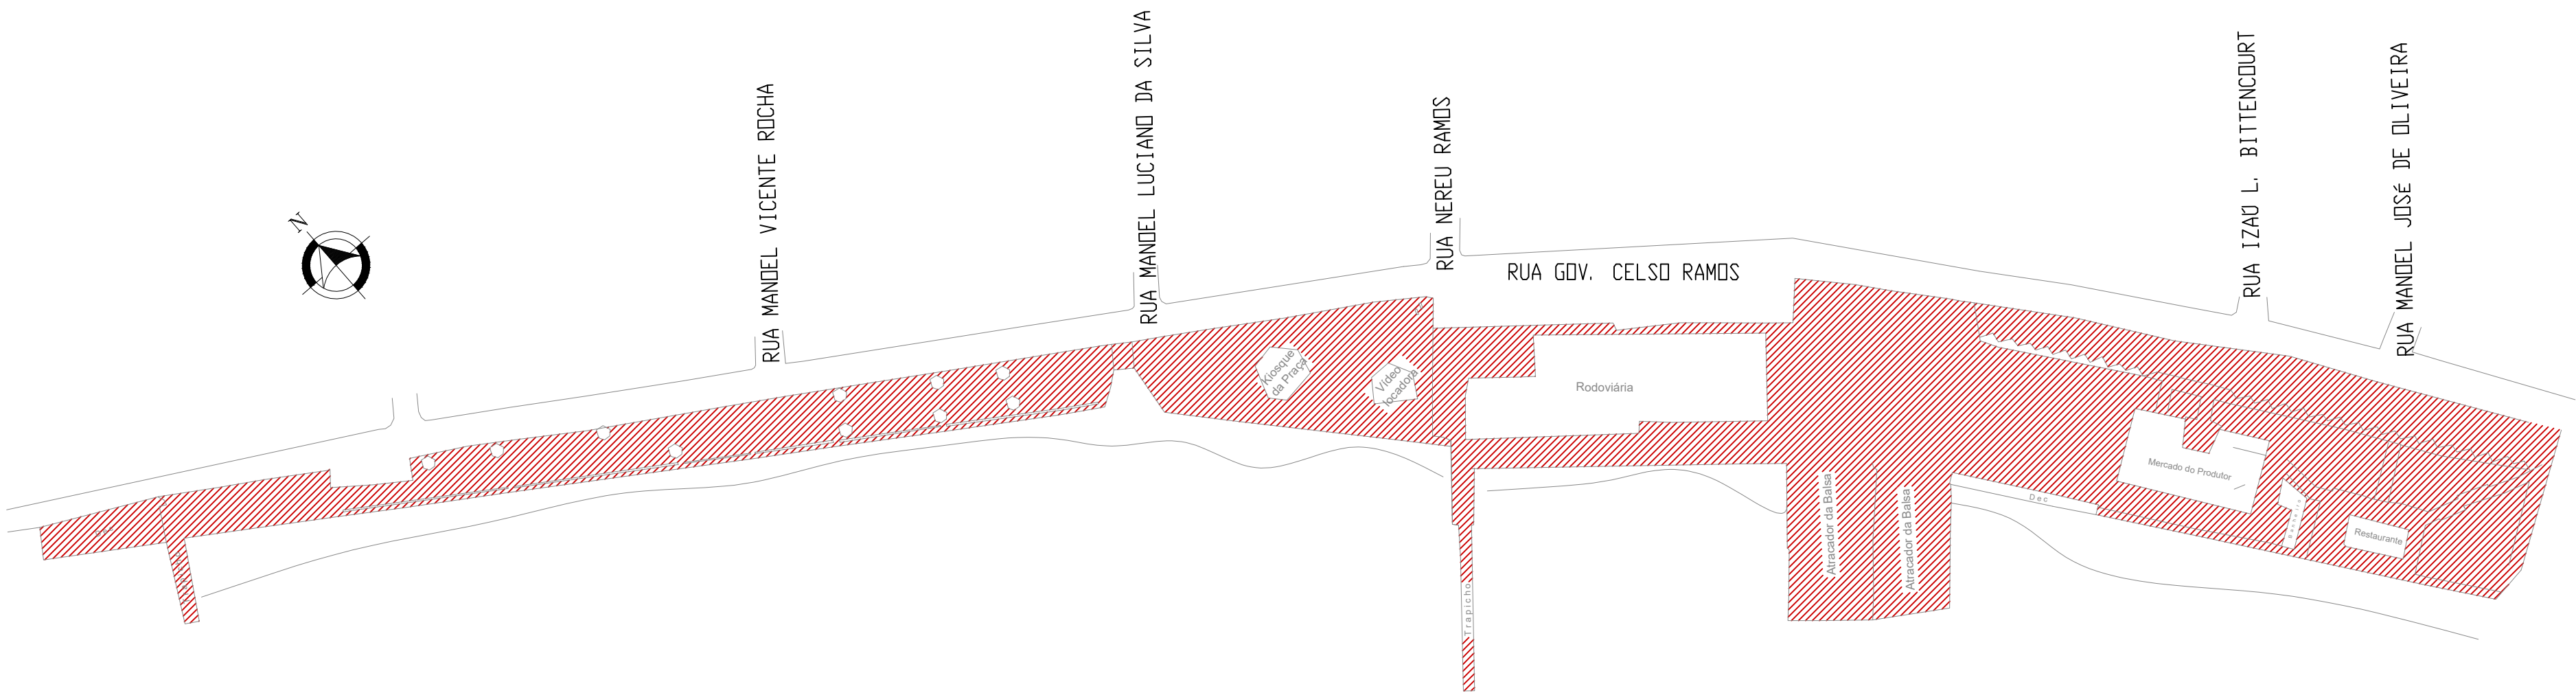 RUA MANOEL VICENTE ROCHA
RUA MANOEL LUCIANO DA SILVA
RUA NEREU RAMOS
RUA IZAÚ L. BITTENCOURT
RUA MANOEL JOSÉ DE OLIVEIRA
N
RUA GOV. CELSO RAMOS
Kiosque
da Praça
Vídeo
locadora
Rodoviária
Mercado do Produtor
Dec
Restaurante
Atracador da Balsa
Atracador da Balsa
Trapicho